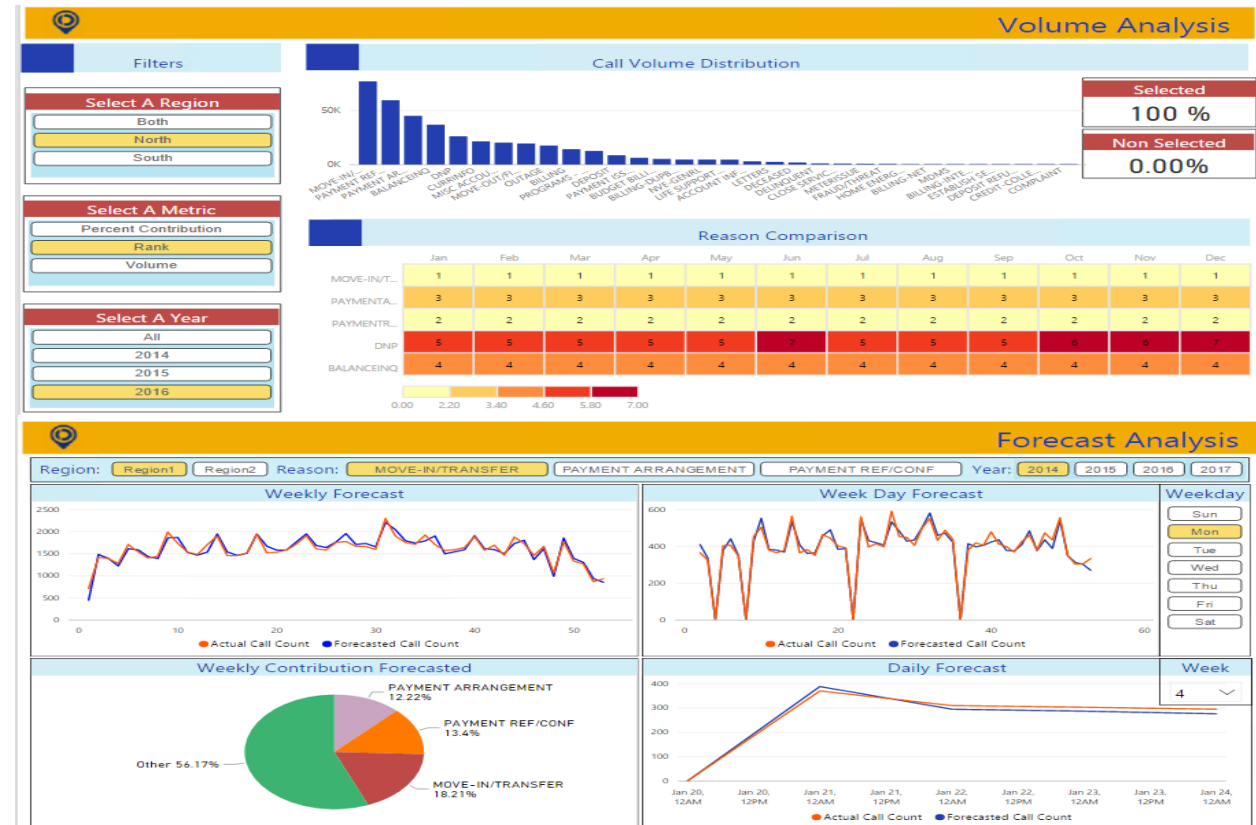 Volume Analysis
Filters
Select A Region
Both
North
South
Select A Metric
Percent Contribution
Rank
Volume
Select A Year
All
2014
2015
2016
Call Volume Distribution
50K
0K
MOVE-IN/...
PAYMENT REF...
PAYMENT AR...
BALANCEINQ
DNP
CURRINFO
MISC ACCOU...
MOVE-OUT/FI...
OUTAGE
BILLING
PROGRAMS -...
DEPOSIT
PAYMENT ISS...
BUDGET BILLI...
BILLING-DUPB...
NVE-GENRL
LIFE SUPPORT...
ACCOUNT INF...
LETTERS
DECEASED
DELINQUENT
CLOSE SERVIC...
METERISSUE
FRAUD/THREAT
HOME ENERG...
BILLING-NET
MDMS
BILLING-INTE...
ESTABLISH SE...
DEPOSIT REFU...
CREDIT-COLLE...
COMPLAINT
Selected
100 %
Non Selected
0.00%
Reason Comparison
Jan Feb Mar Apr May Jun Jul Aug Sep Oct Nov Dec
MOVE-IN/T... 1 1 1 1 1 1 1 1 1 1 1 1
PAYMENTA... 3 3 3 3 3 3 3 3 3 3 3 3
PAYMENTR... 2 2 2 2 2 2 2 2 2 2 2 2
DNP 5 5 5 5 5 7 5 5 5 6 6 7
BALANCEINQ 4 4 4 4 4 4 4 4 4 4 4 4
0.00 2.20 3.40 4.60 5.80 7.00
Forecast Analysis
Region: Region1 Region2 Reason: MOVE-IN/TRANSFER PAYMENT ARRANGEMENT PAYMENT REF/CONF Year: 2014 2015 2016 2017
Weekly Forecast
2500
2000
1500
1000
500
0
0 10 20 30 40 50
Actual Call Count Forecasted Call Count
Week Day Forecast
600
400
200
0
0 20 40 60
Actual Call Count Forecasted Call Count
Weekday
Sun
Mon
Tue
Wed
Thu
Fri
Sat
Weekly Contribution Forecasted
PAYMENT ARRANGEMENT
12.22%
PAYMENT REF/CONF
13.4%
Other 56.17%
MOVE-IN/TRANSFER
18.21%
Daily Forecast
Week
4
400
300
200
100
0
Jan 20, Jan 20, Jan 21, Jan 21, Jan 22, Jan 22, Jan 23, Jan 23, Jan 24,
12AM 12PM 12AM 12PM 12AM 12PM 12AM 12PM 12AM
Actual Call Count Forecasted Call Count